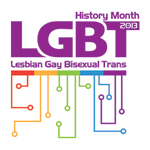 History Month
LGBT
2013
Lesbian Gay Bisexual Trans